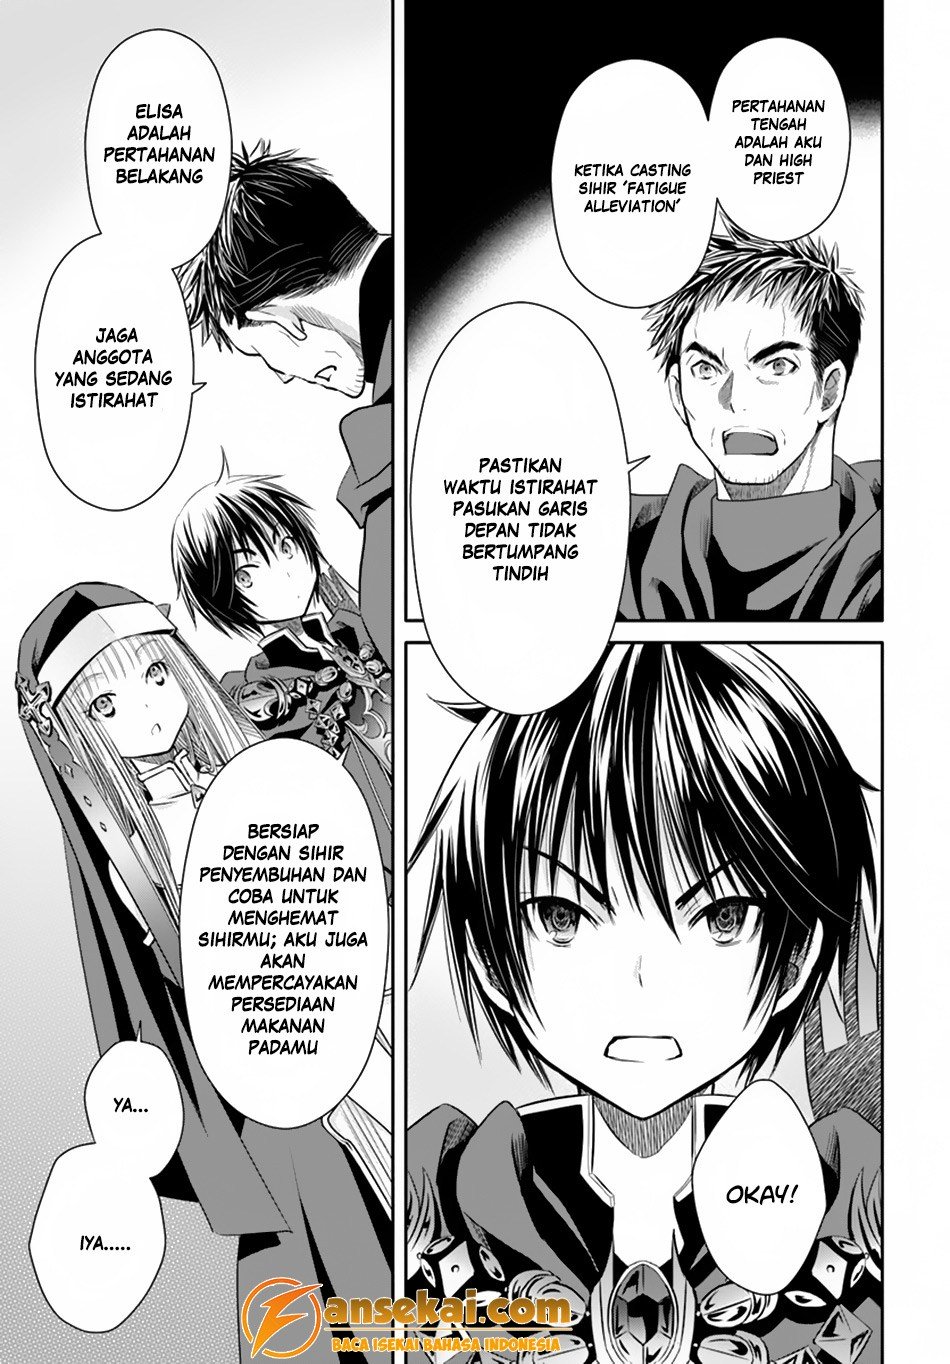 PERTAHANAN
TENGAH
ADALAH AKU
DAN HIGH
PRIEST
KETIKA CASTING
SIHIR 'FATIGUE
ALLEVIATION'
PASTIKAN
WAKTU ISTIRAHAT
PASUKAN GARIS
DEPAN TIDAK
BERTUMPANG
TINDIH
OKAY!
ELISA
ADALAH
PERTAHANAN
BELAKANG
JAGA
ANGGOTA
YANG SEDANG
ISTIRAHAT
BERSIAP
DENGAN SIHIR
PENYEMBUHAN DAN
COBA UNTUK
MENGHEMAT
SIHIRMU; AKU JUGA
AKAN
MEMPERCAYAKAN
PERSEDIAAN
MAKANAN
PADAMU
YA...
IYA.....
ansekai.com
BACA ISEKAI BAHASA INDONESIA